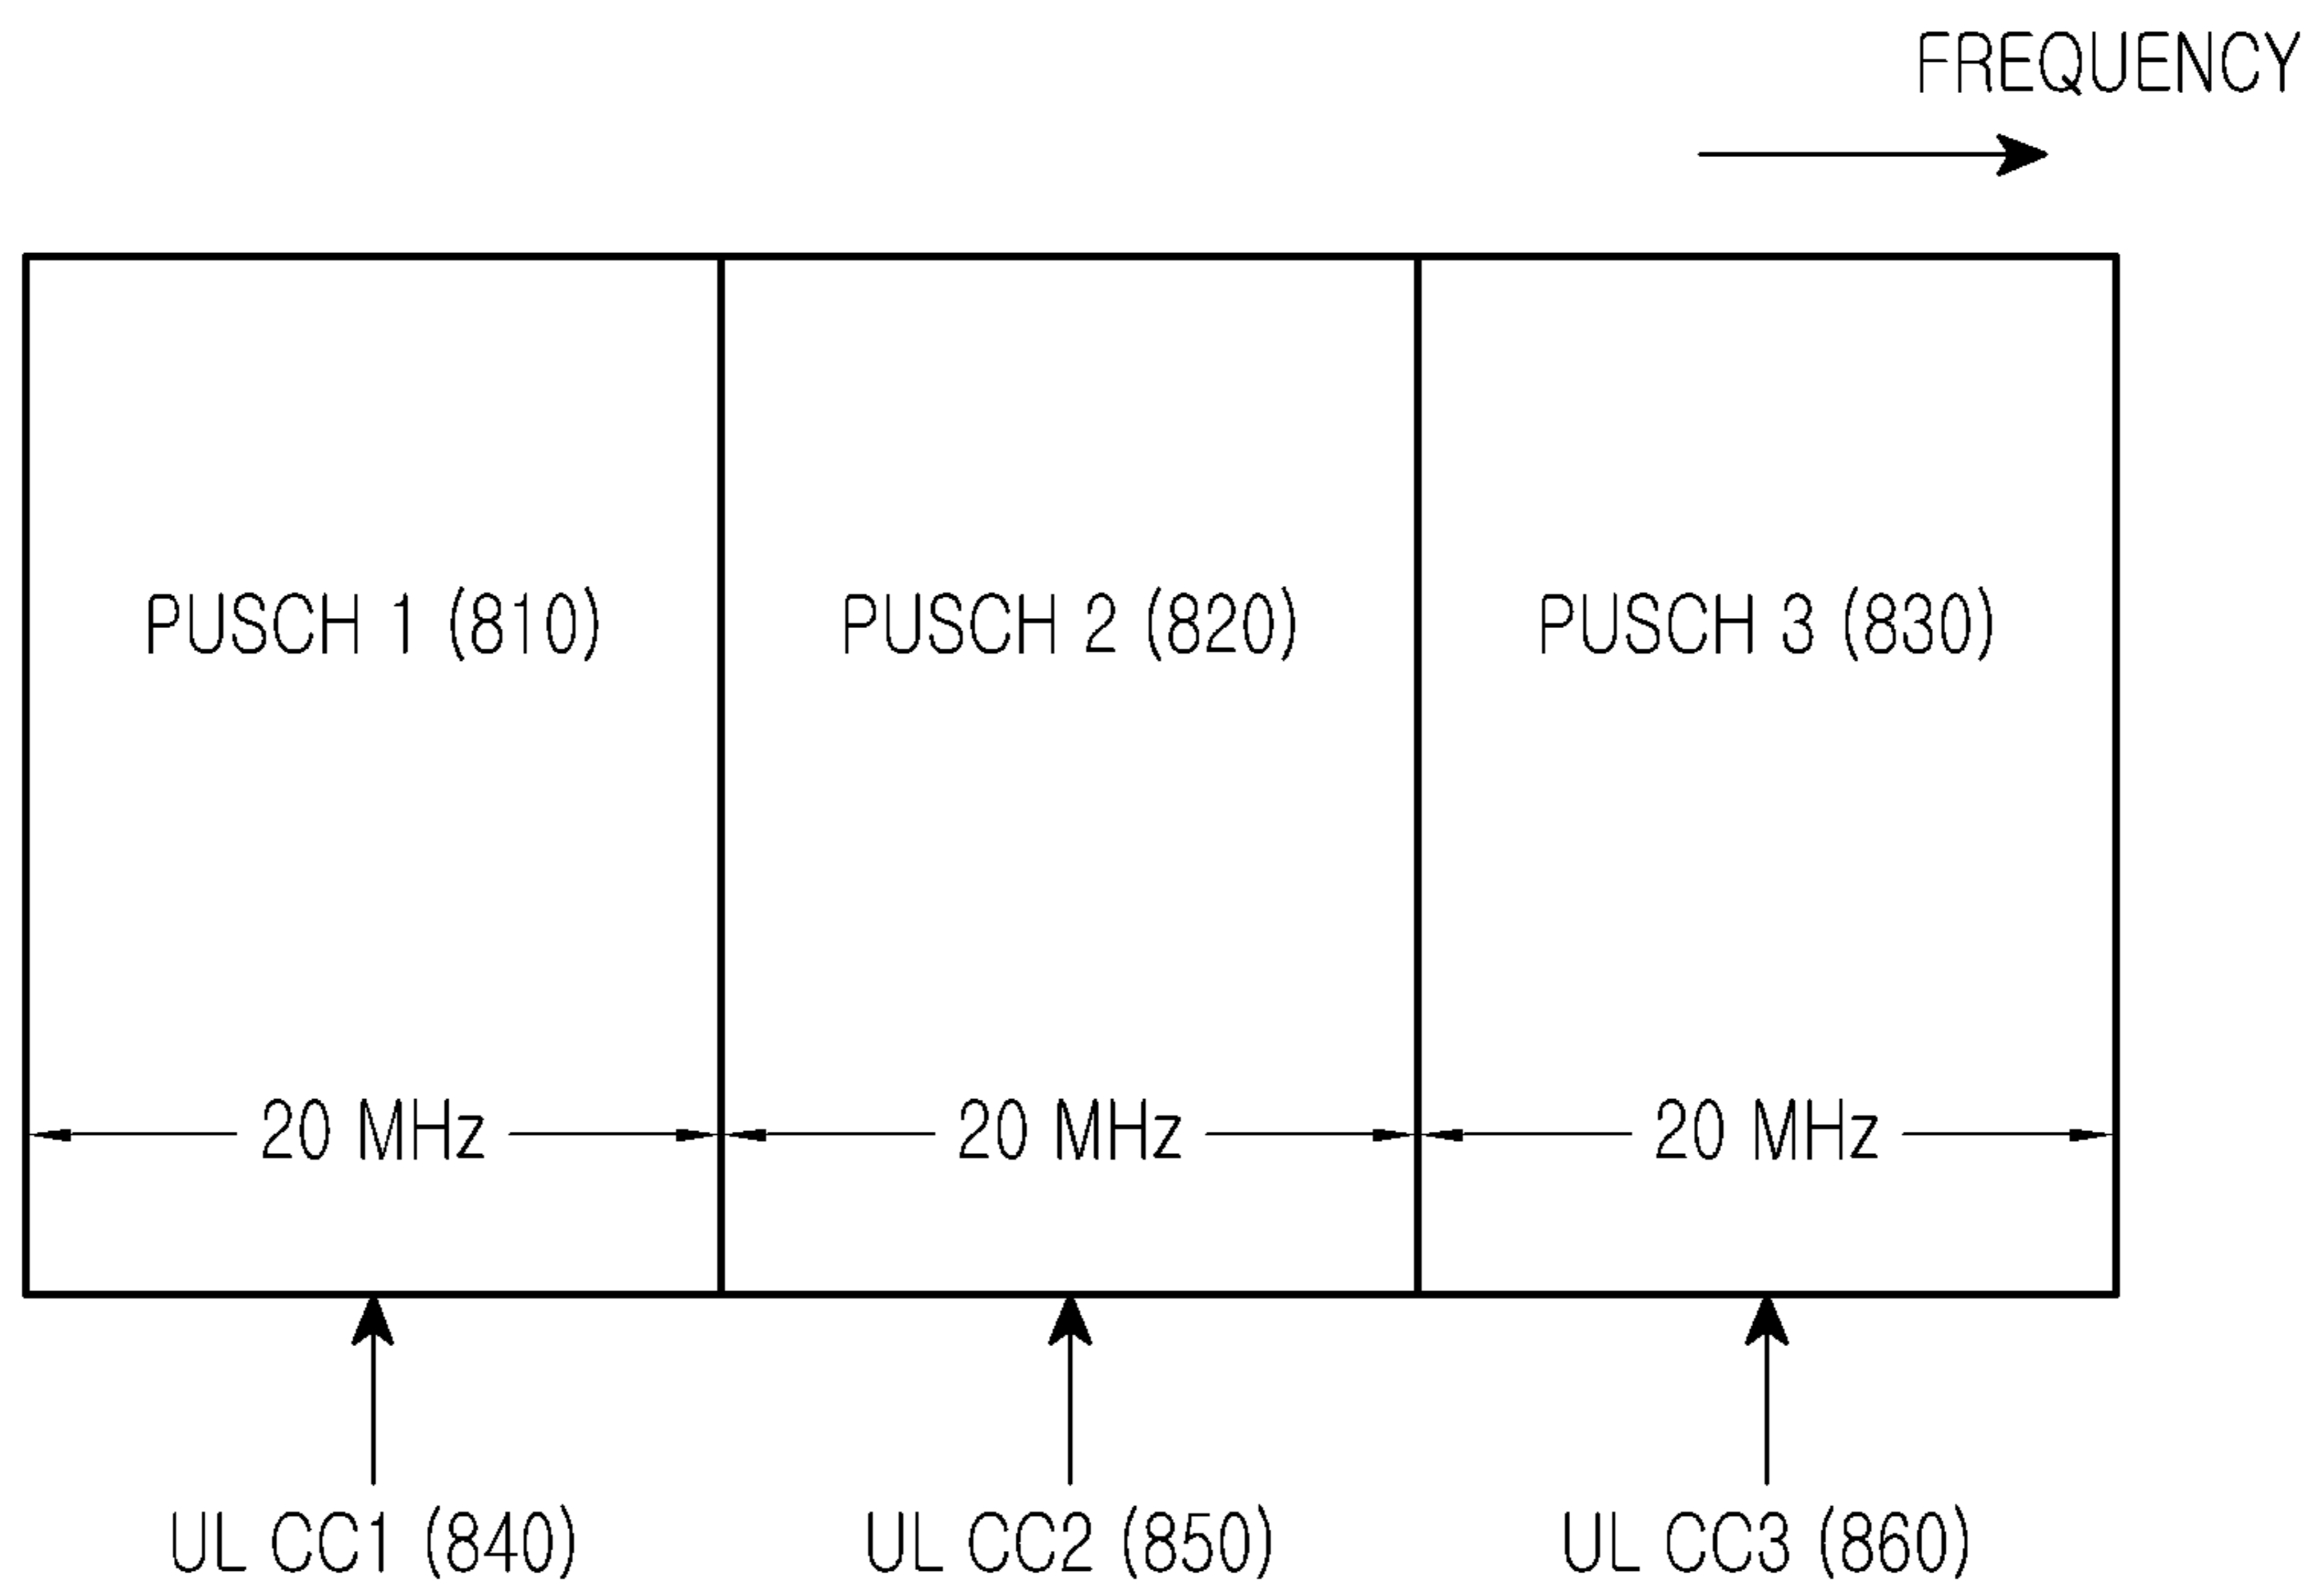 FREQUENCY
PUSCH 1 (810) PUSCH 2 (820) PUSCH 3 (830)
20 MHz 20 MHz 20 MHz
UL CC1 (840) UL CC2 (850) UL CC3 (860)